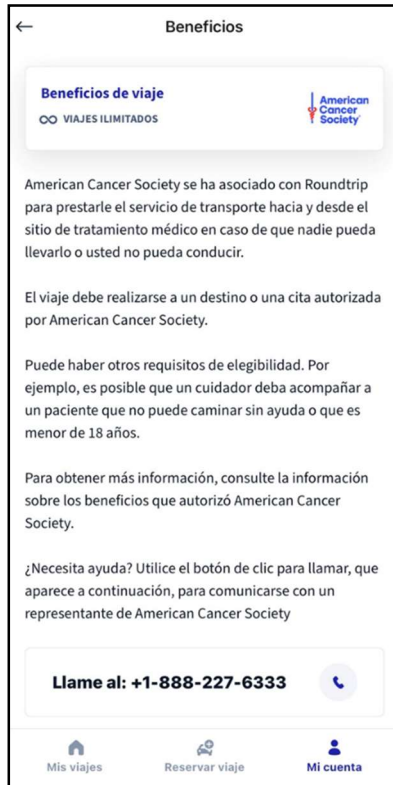 Beneficios
Beneficios de viaje
VIAJES ILIMITADOS
American
Cancer
Society
American Cancer Society se ha asociado con Roundtrip
para prestarle el servicio de transporte hacia y desde el
sitio de tratamiento médico en caso de que nadie pueda
llevarlo o usted no pueda conducir.
El viaje debe realizarse a un destino o una cita autorizada
por American Cancer Society.
Puede haber otros requisitos de elegibilidad. Por
ejemplo, es posible que un cuidador deba acompañar a
un paciente que no puede caminar sin ayuda o que es
menor de 18 años.
Para obtener más información, consulte la información
sobre los beneficios que autorizó American Cancer
Society.
¿Necesita ayuda? Utilice el botón de clic para llamar, que
aparece a continuación, para comunicarse con un
representante de American Cancer Society
Llame al: +1-888-227-6333
Mis viajes
Reservar viaje
Mi cuenta